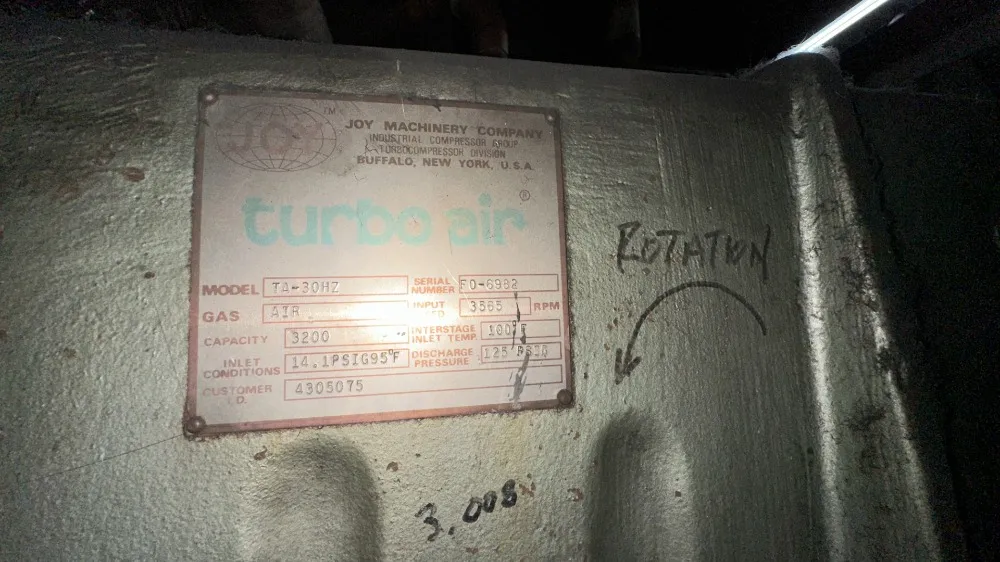 JOY
TM
JOY MACHINERY COMPANY
INDUSTRIAL COMPRESSOR GROUP
TURBOCOMPRESSOR DIVISION
BUFFALO, NEW YORK, U.S.A.
turbo air ®
MODEL TA-30HZ SERIAL NUMBER FO-6982
GAS AIR INPUT 3565 RPM
CAPACITY 3200 INTERSTAGE INLET TEMP. 100°F
INLET CONDITIONS 14.1PSIG95°F DISCHARGE PRESSURE 125 PSIG
CUSTOMER I.D. 4305075
ROTATION
3.008